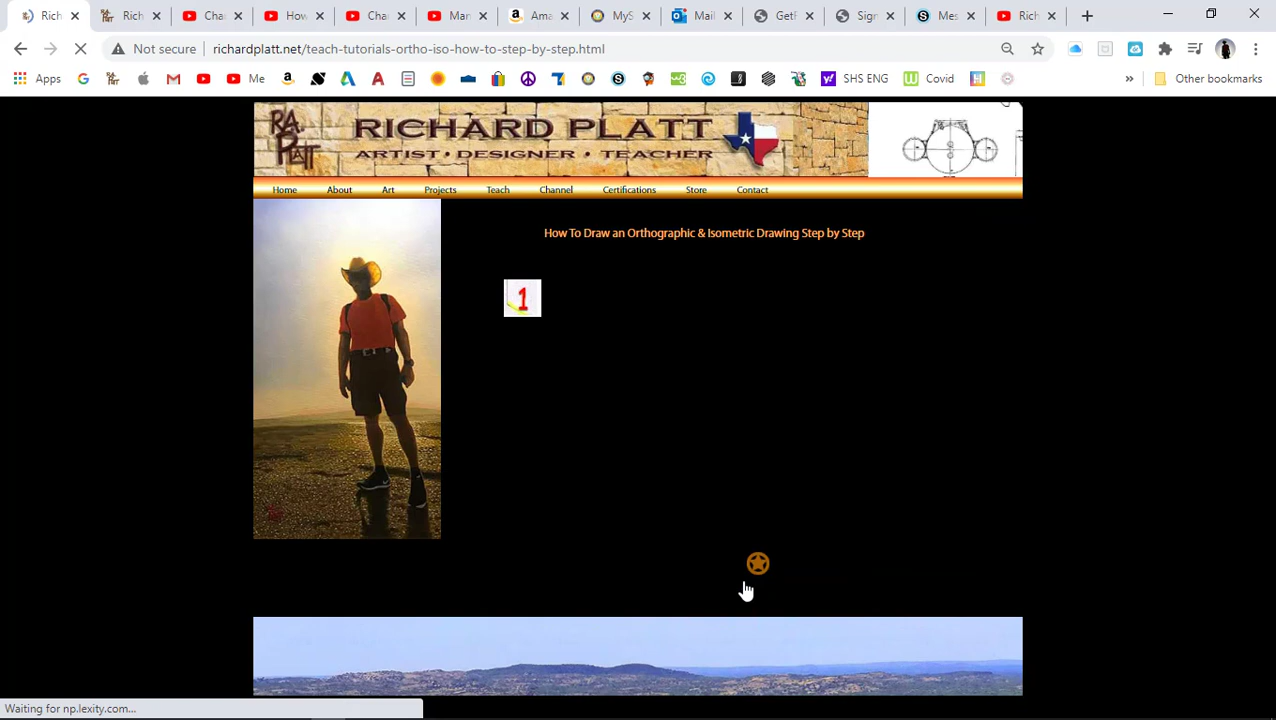 Rich
Rich
Cha
How
Cha
Mar
Ama
MyS
Mail
GetF
Sign
Mes
Rich
Not secure
richardplatt.net/teach-tutorials-ortho-iso-how-to-step-by-step.html
Apps
Me
SHS ENG
Covid
Other bookmarks
RA.
PLATT
RICHARD PLATT
ARTIST • DESIGNER • TEACHER
Home
About
Art
Projects
Teach
Channel
Certifications
Store
Contact
How To Draw an Orthographic & Isometric Drawing Step by Step
1
Waiting for np.lexity.com...